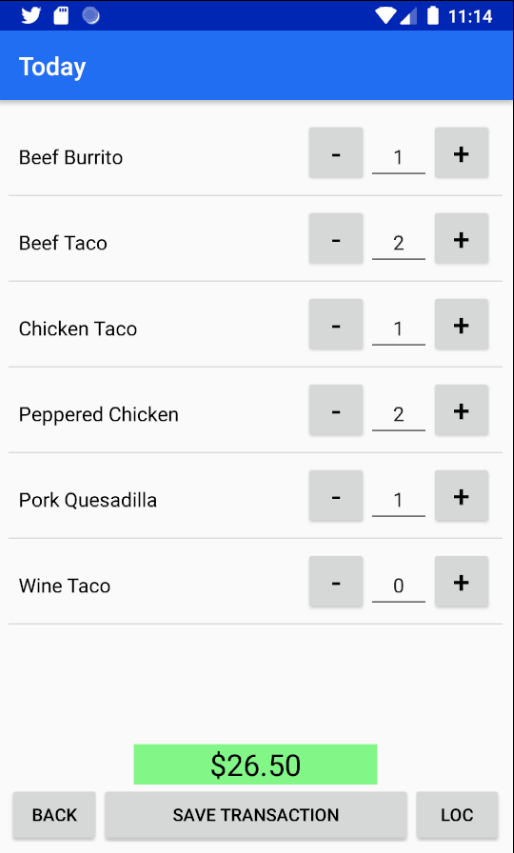 11:14
Today
Beef Burrito - 1 +
Beef Taco - 2 +
Chicken Taco - 1 +
Peppered Chicken - 2 +
Pork Quesadilla - 1 +
Wine Taco - 0 +
$26.50
BACK SAVE TRANSACTION LOC